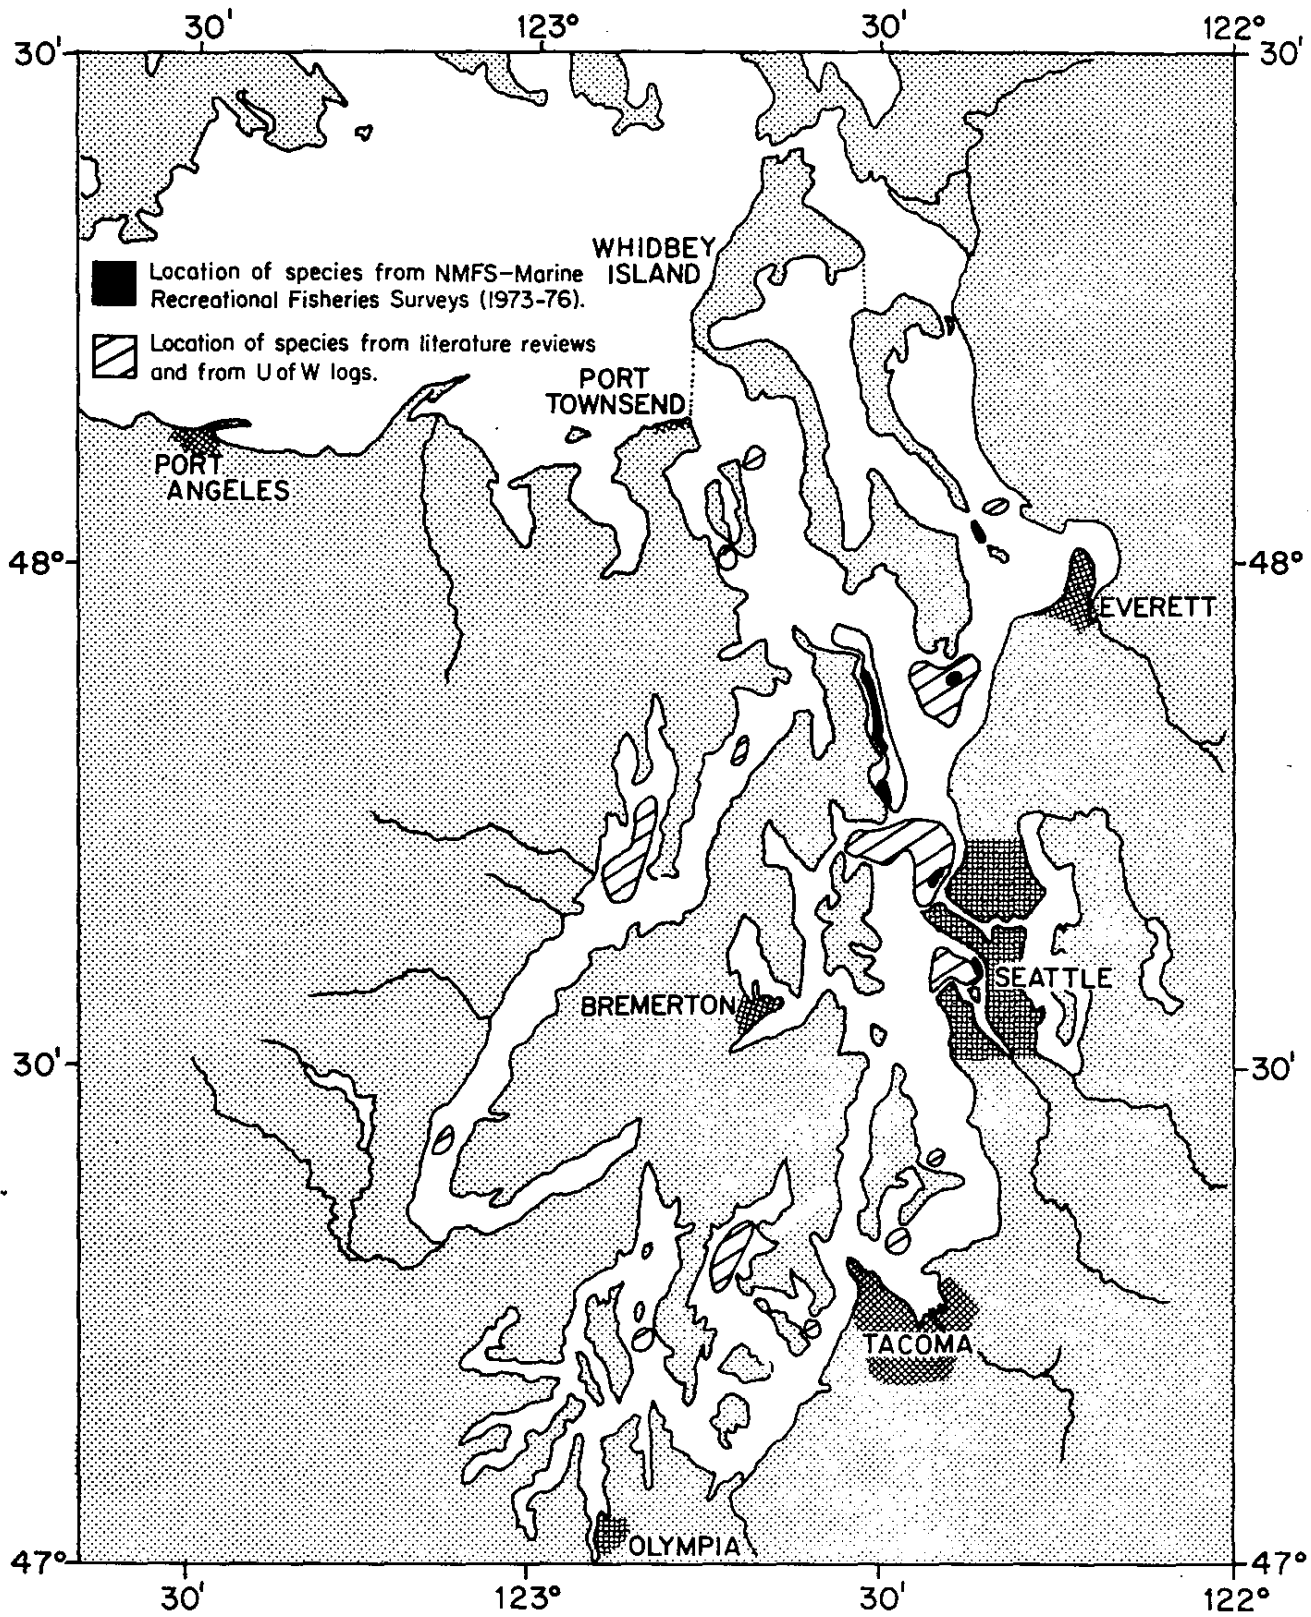 30' 123° 30' 122°
30' 30'
WHIDBEY
ISLAND
Location of species from NMFS-Marine
Recreational Fisheries Surveys (1973-76).
Location of species from literature reviews
and from U of W logs.
PORT
TOWNSEND
PORT
ANGELES
48° 48°
EVERETT
SEATTLE
BREMERTON
30' 30'
TACOMA
OLYMPIA
47° 47°
30' 123° 30' 122°